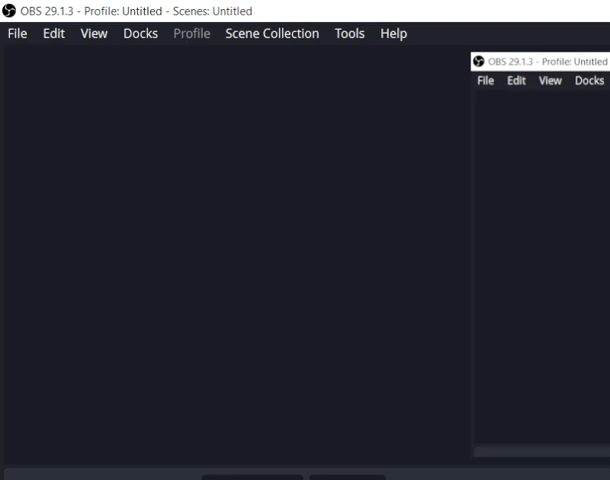 OBS 29.1.3 - Profile: Untitled - Scenes: Untitled
File Edit View Docks Profile Scene Collection Tools Help
OBS 29.1.3 - Profile: Untitled
File Edit View Docks